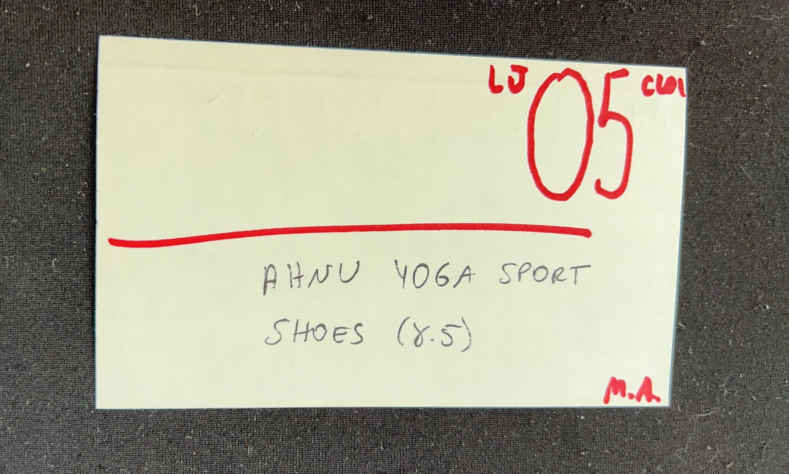 LJ 05 CLOL
AHNU YOGA SPORT
SHOES (8.5)
M.A.